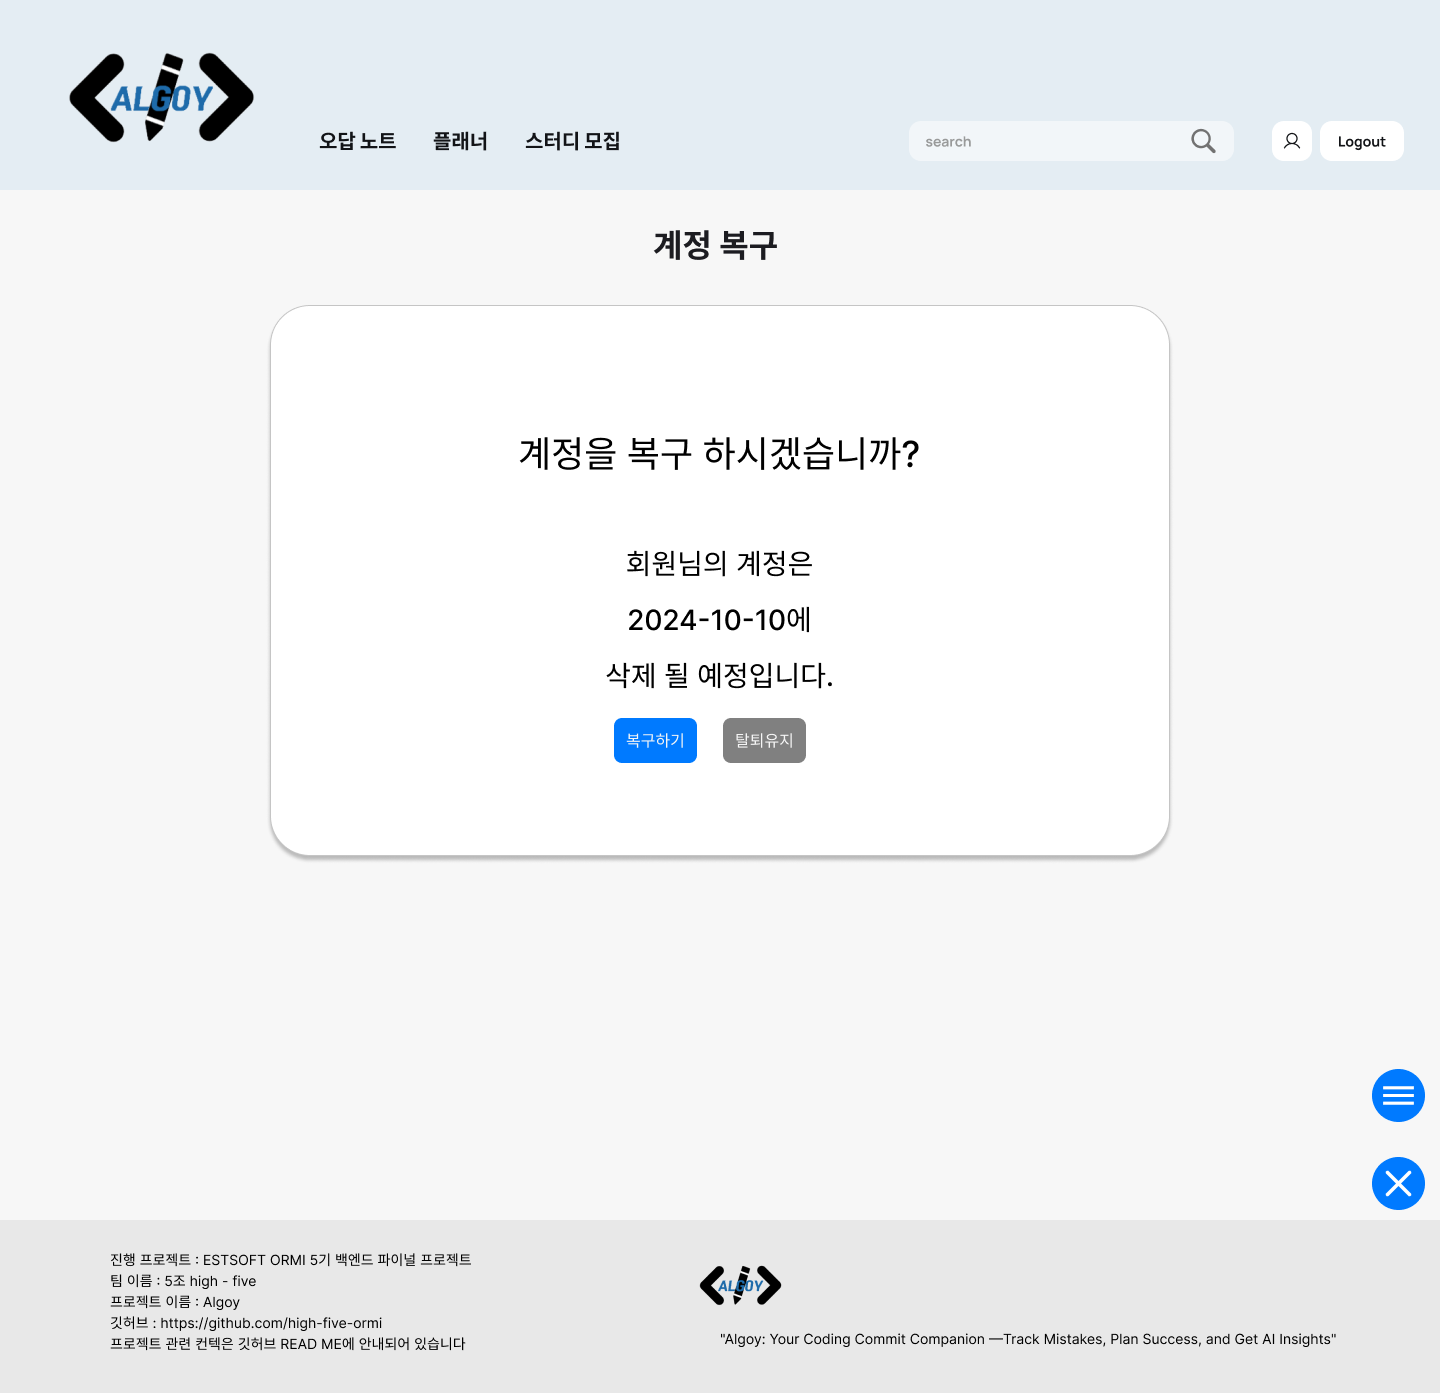 ALGOY
오답 노트
플래너
스터디 모집
search
Logout
계정 복구
계정을 복구 하시겠습니까?
회원님의 계정은
2024-10-10에
삭제 될 예정입니다.
복구하기
탈퇴유지
진행 프로젝트 : ESTSOFT ORMI 5기 백엔드 파이널 프로젝트
팀 이름 : 5조 high - five
프로젝트 이름 : Algoy
깃허브 : https://github.com/high-five-ormi
프로젝트 관련 컨텍은 깃허브 READ ME에 안내되어 있습니다
ALGOY
"Algoy: Your Coding Commit Companion —Track Mistakes, Plan Success, and Get AI Insights"